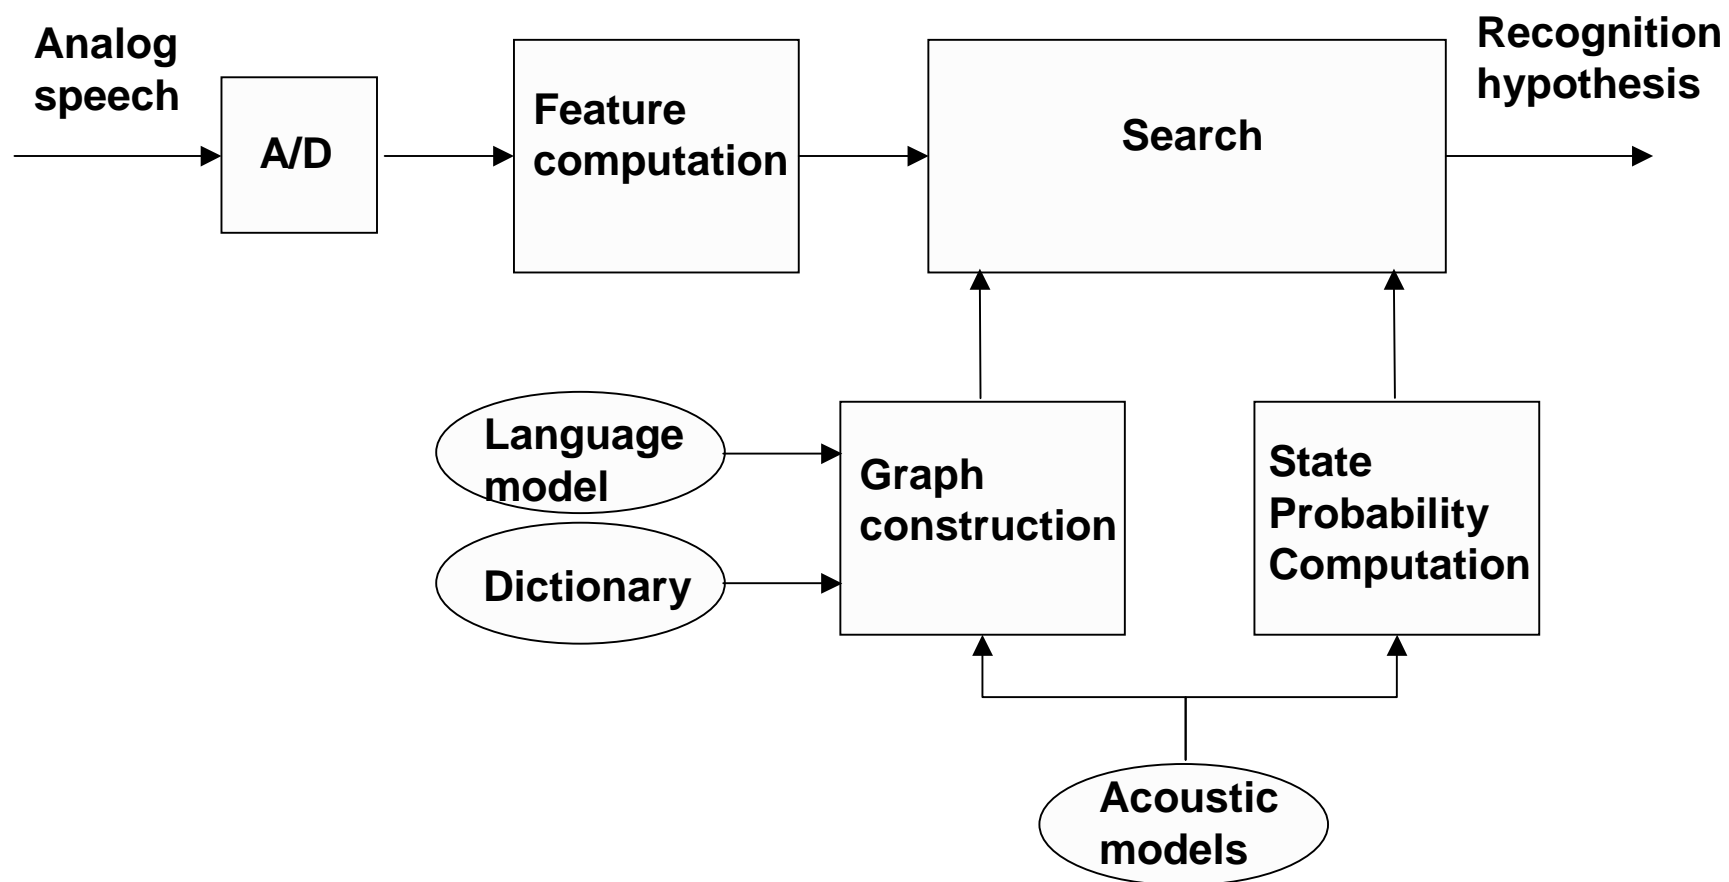 Analog
speech
A/D
Feature
computation
Search
Recognition
hypothesis
Language
model
Dictionary
Graph
construction
State
Probability
Computation
Acoustic
models